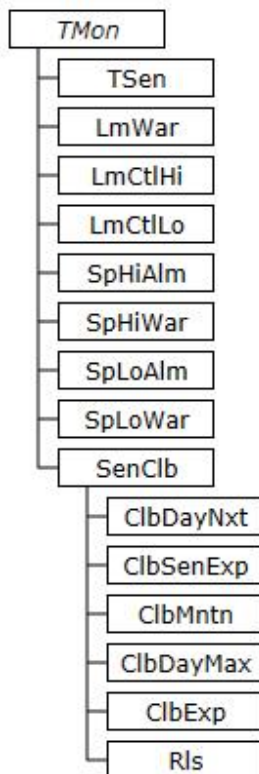 TMon
TSen
LmWar
LmCtlHi
LmCtlLo
SpHiAlm
SpHiWar
SpLoAlm
SpLoWar
SenClb
ClbDayNxt
ClbSenExp
ClbMntn
ClbDayMax
ClbExp
Rls